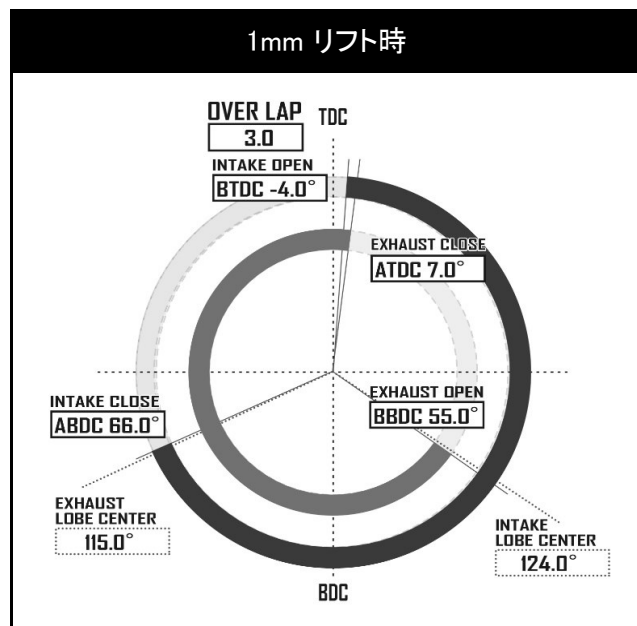 1mm リフト時
OVER LAP
3.0
TDC
INTAKE OPEN
BTDC -4.0°
EXHAUST CLOSE
ATDC 7.0°
INTAKE CLOSE
ABDC 66.0°
EXHAUST OPEN
BBDC 55.0°
EXHAUST
LOBE CENTER
115.0°
INTAKE
LOBE CENTER
124.0°
BDC